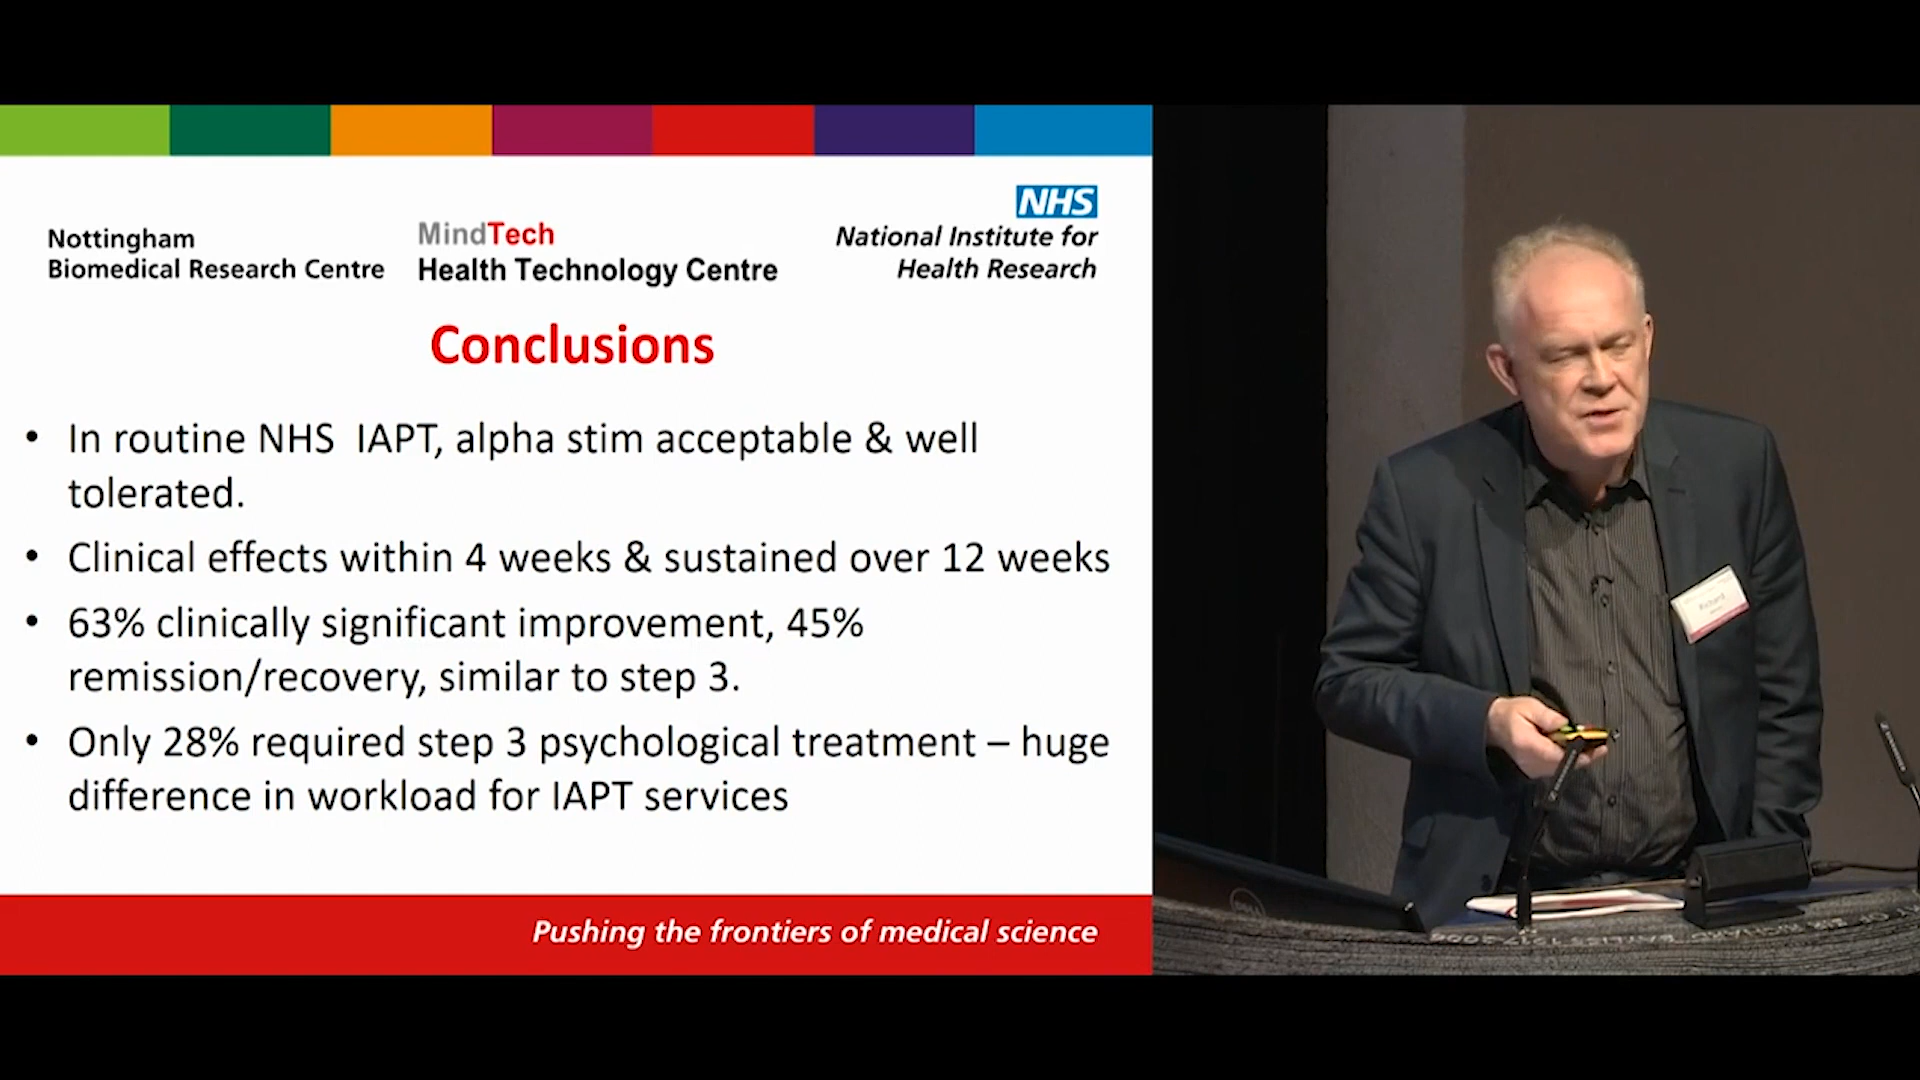 Nottingham
Biomedical Research Centre
MindTech
Health Technology Centre
NHS
National Institute for
Health Research
Conclusions
• In routine NHS  IAPT, alpha stim acceptable & well
tolerated.
• Clinical effects within 4 weeks & sustained over 12 weeks
• 63% clinically significant improvement, 45%
remission/recovery, similar to step 3.
• Only 28% required step 3 psychological treatment – huge
difference in workload for IAPT services
Pushing the frontiers of medical science
Richard
DELL